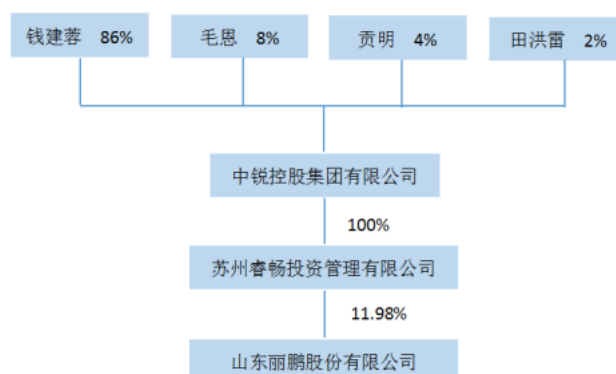 钱建蓉 86%
毛恩 8%
贡明 4%
田洪雷 2%
中锐控股集团有限公司
100%
苏州睿畅投资管理有限公司
11.98%
山东丽鹏股份有限公司